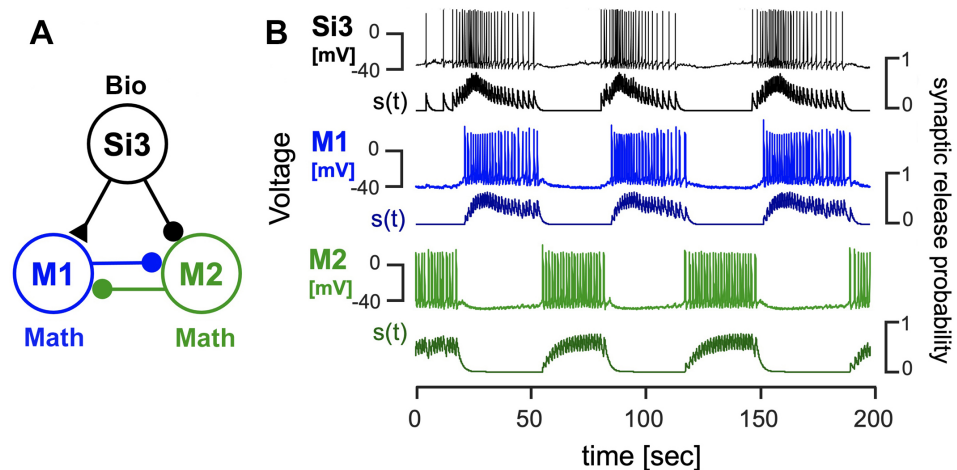 A
Bio
Si3
M1
M2
Math
Math
B
Si3
[mV]
0
-40
s(t)
1
0
M1
[mV]
0
-40
s(t)
1
0
M2
[mV]
0
-40
s(t)
1
0
Voltage
synaptic release probability
0
50
100
150
200
time [sec]